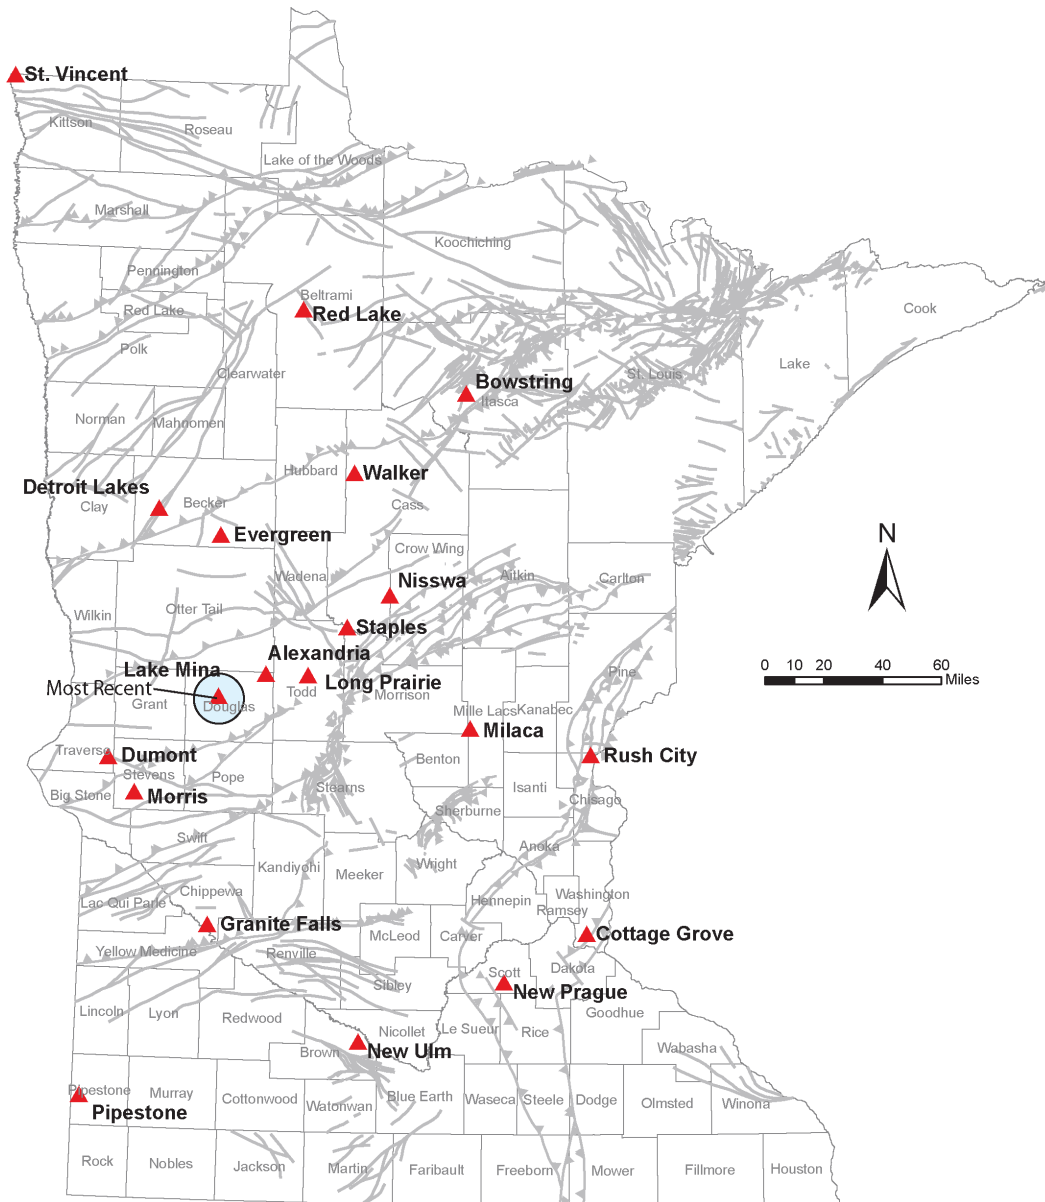 St. Vincent
Kittson
Roseau
Lake of the Woods
Marshall
Koochiching
Pennington
Beltrami
Red Lake
Red Lake
Cook
Polk
Clearwater
St. Louis
Lake
Bowstring
Itasca
Norman
Mahnomen
Hubbard
Walker
Detroit Lakes
Clay
Becker
Cass
Evergreen
N
Crow Wing
Wadena
Nisswa
Aitkin
Carlton
Wilkin
Otter Tail
Staples
Alexandria
Lake Mina
Most Recent
Long Prairie
Todd
Morrison
Pine
0 10 20 40 60
Miles
Grant
Douglas
Mille Lacs
Kanabec
Milaca
Traverse
Dumont
Benton
Rush City
Stevens
Pope
Big Stone
Morris
Stearns
Isanti
Chisago
Sherburne
Swift
Anoka
Kandiyohi
Meeker
Wright
Chippewa
Washington
Lac Qui Parle
Hennepin
Ramsey
Granite Falls
McLeod
Carver
Cottage Grove
Yellow Medicine
Renville
Scott
Dakota
Sibley
New Prague
Lincoln
Lyon
Redwood
Nicollet
Le Sueur
Rice
Goodhue
Brown
New Ulm
Wabasha
Pipestone
Murray
Cottonwood
Watonwan
Blue Earth
Waseca
Steele
Dodge
Olmsted
Winona
Pipestone
Rock
Nobles
Jackson
Martin
Faribault
Freeborn
Mower
Fillmore
Houston